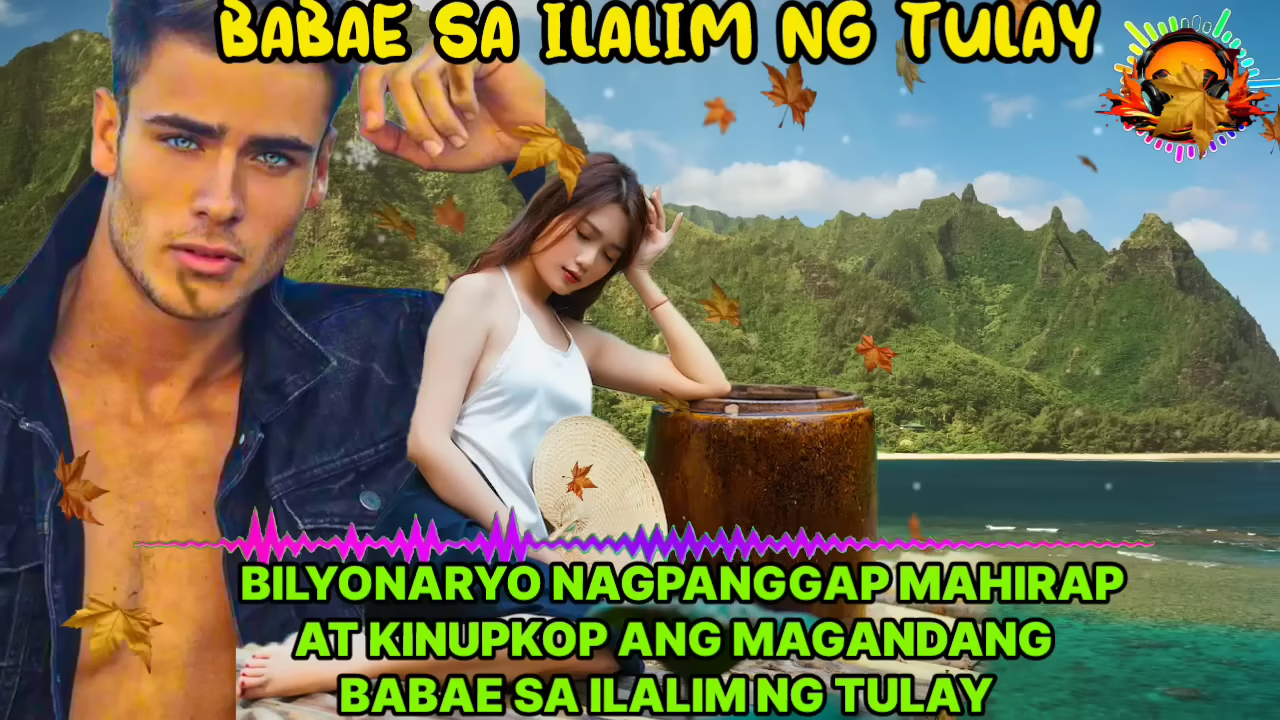 BABAE SA ILALIM NG TULAY
BILYONARYO NAGPANGGAP MAHIRAP
AT KINUPKOP ANG MAGANDANG
BABAE SA ILALIM NG TULAY